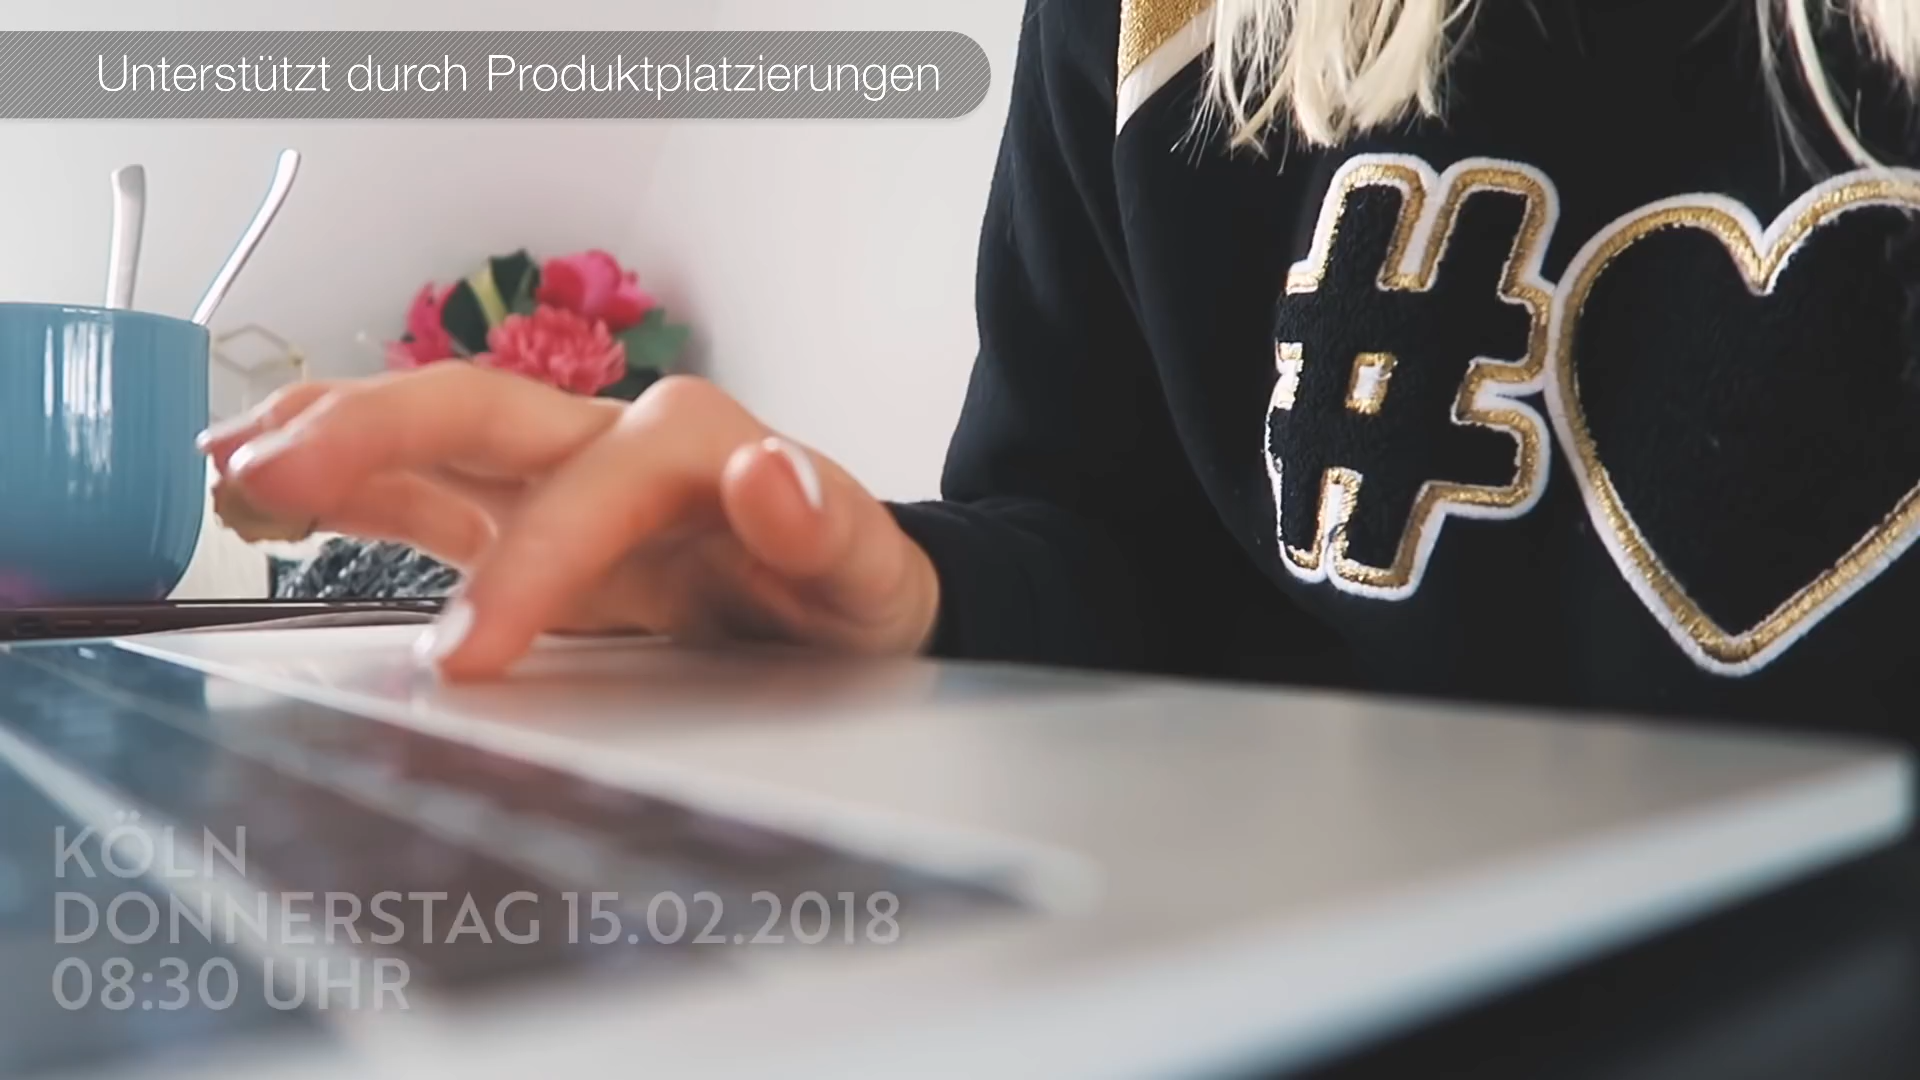 Unterstützt durch Produktplatzierungen
#
KÖLN
DONNERSTAG 15.02.2018
08:30 UHR